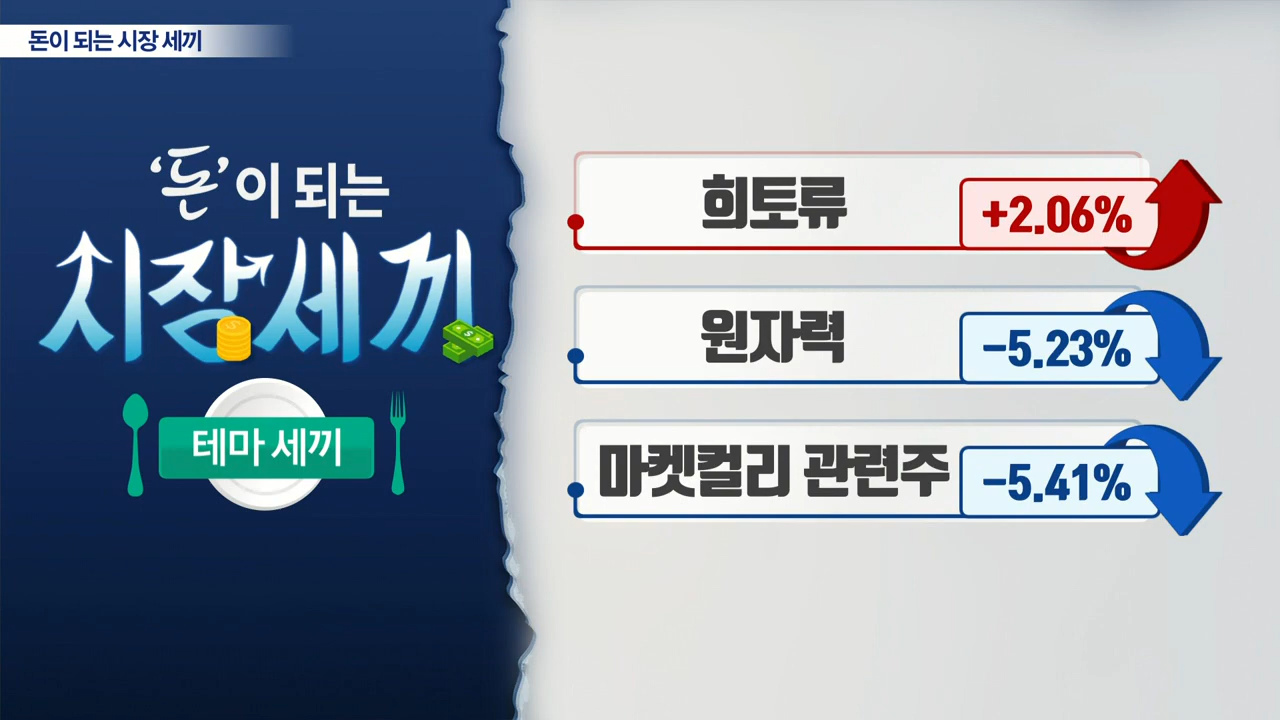 돈이 되는 시장 세끼
‘돈’이 되는
시장세끼
테마 세끼
희토류
+2.06%
원자력
-5.23%
마켓컬리 관련주
-5.41%